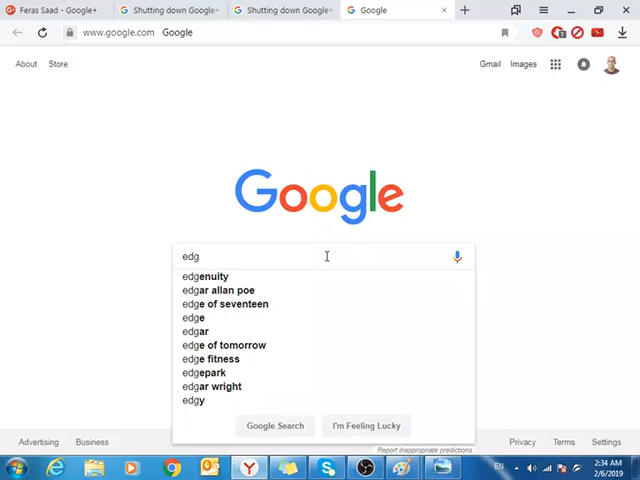 Feras Saad - Google+
Shutting down Google+
Shutting down Google+
Google
www.google.com Google
7
About Store
Gmail Images
Google
edg
edgenuity
edgar allan poe
edge of seventeen
edge
edgar
edge of tomorrow
edge fitness
edgepark
edgar wright
edgy
Google Search I'm Feeling Lucky
Report inappropriate predictions
Advertising Business
Privacy Terms Settings
EN
2:34 AM
2/6/2019